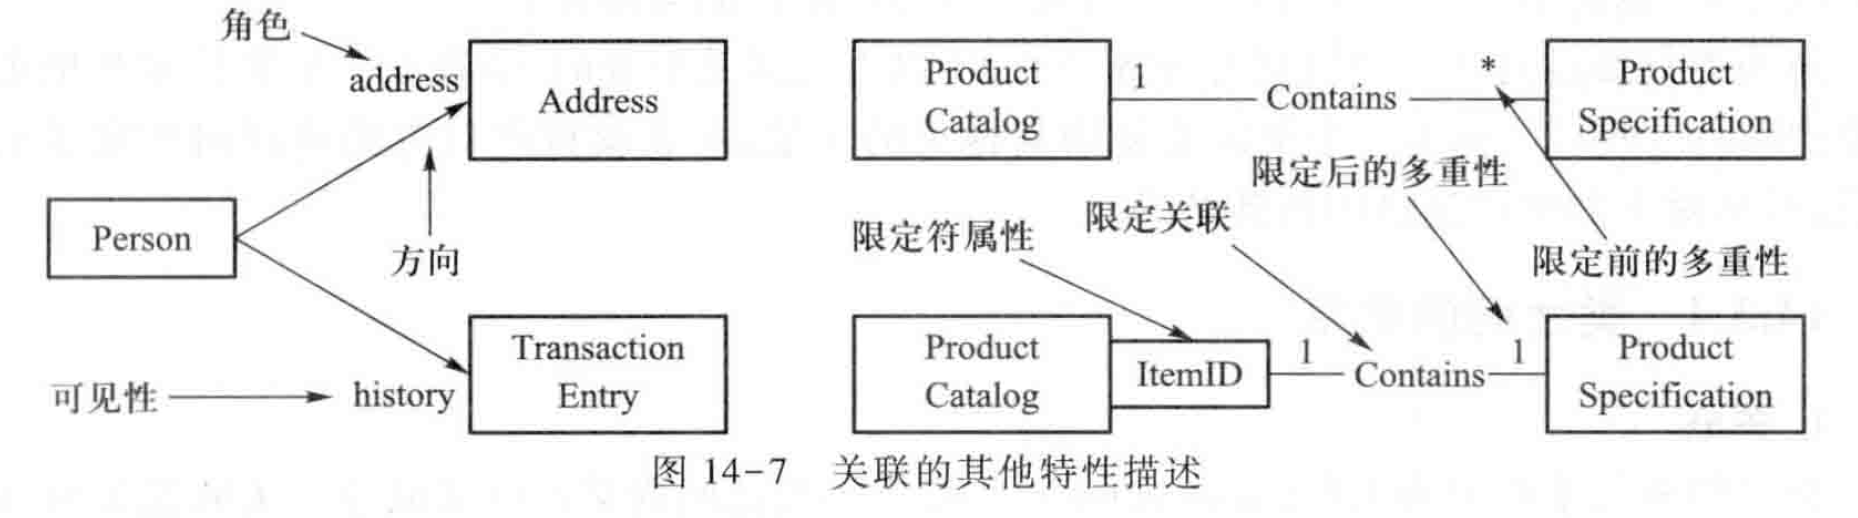 角色
address
Address
Person
方向
Transaction
Entry
可见性
history
Product
Catalog
1
Contains
*
Product
Specification
限定后的多重性
限定关联
限定符属性
限定前的多重性
Product
Catalog
ItemID
1
Contains
1
Product
Specification
图 14-7 关联的其他特性描述